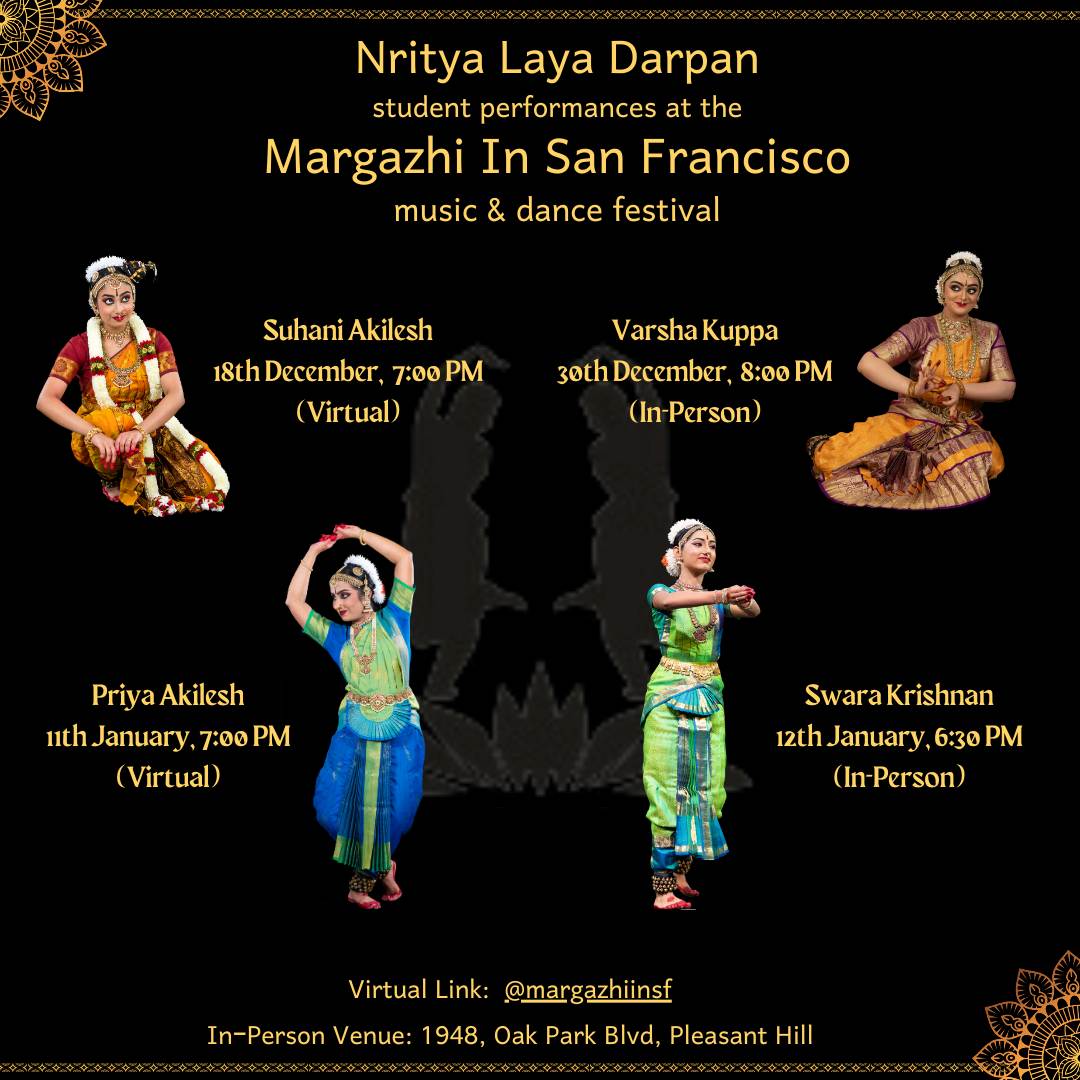 Nritya Laya Darpan
student performances at the
Margazhi In San Francisco
music & dance festival
Suhani Akilesh
18th December, 7:00 PM
(Virtual)
Varsha Kuppa
30th December, 8:00 PM
(In-Person)
Priya Akilesh
11th January, 7:00 PM
(Virtual)
Swara Krishnan
12th January, 6:30 PM
(In-Person)
Virtual Link: @margazhiinsf
In-Person Venue: 1948, Oak Park Blvd, Pleasant Hill